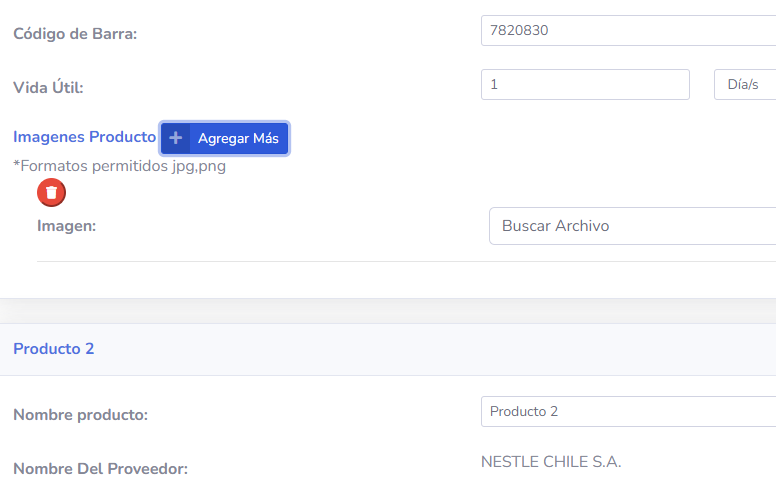 Código de Barra: 7820830
Vida Útil: 1 Día/s
Imagenes Producto + Agregar Más
*Formatos permitidos jpg,png
Imagen: Buscar Archivo
Producto 2
Nombre producto: Producto 2
Nombre Del Proveedor: NESTLE CHILE S.A.